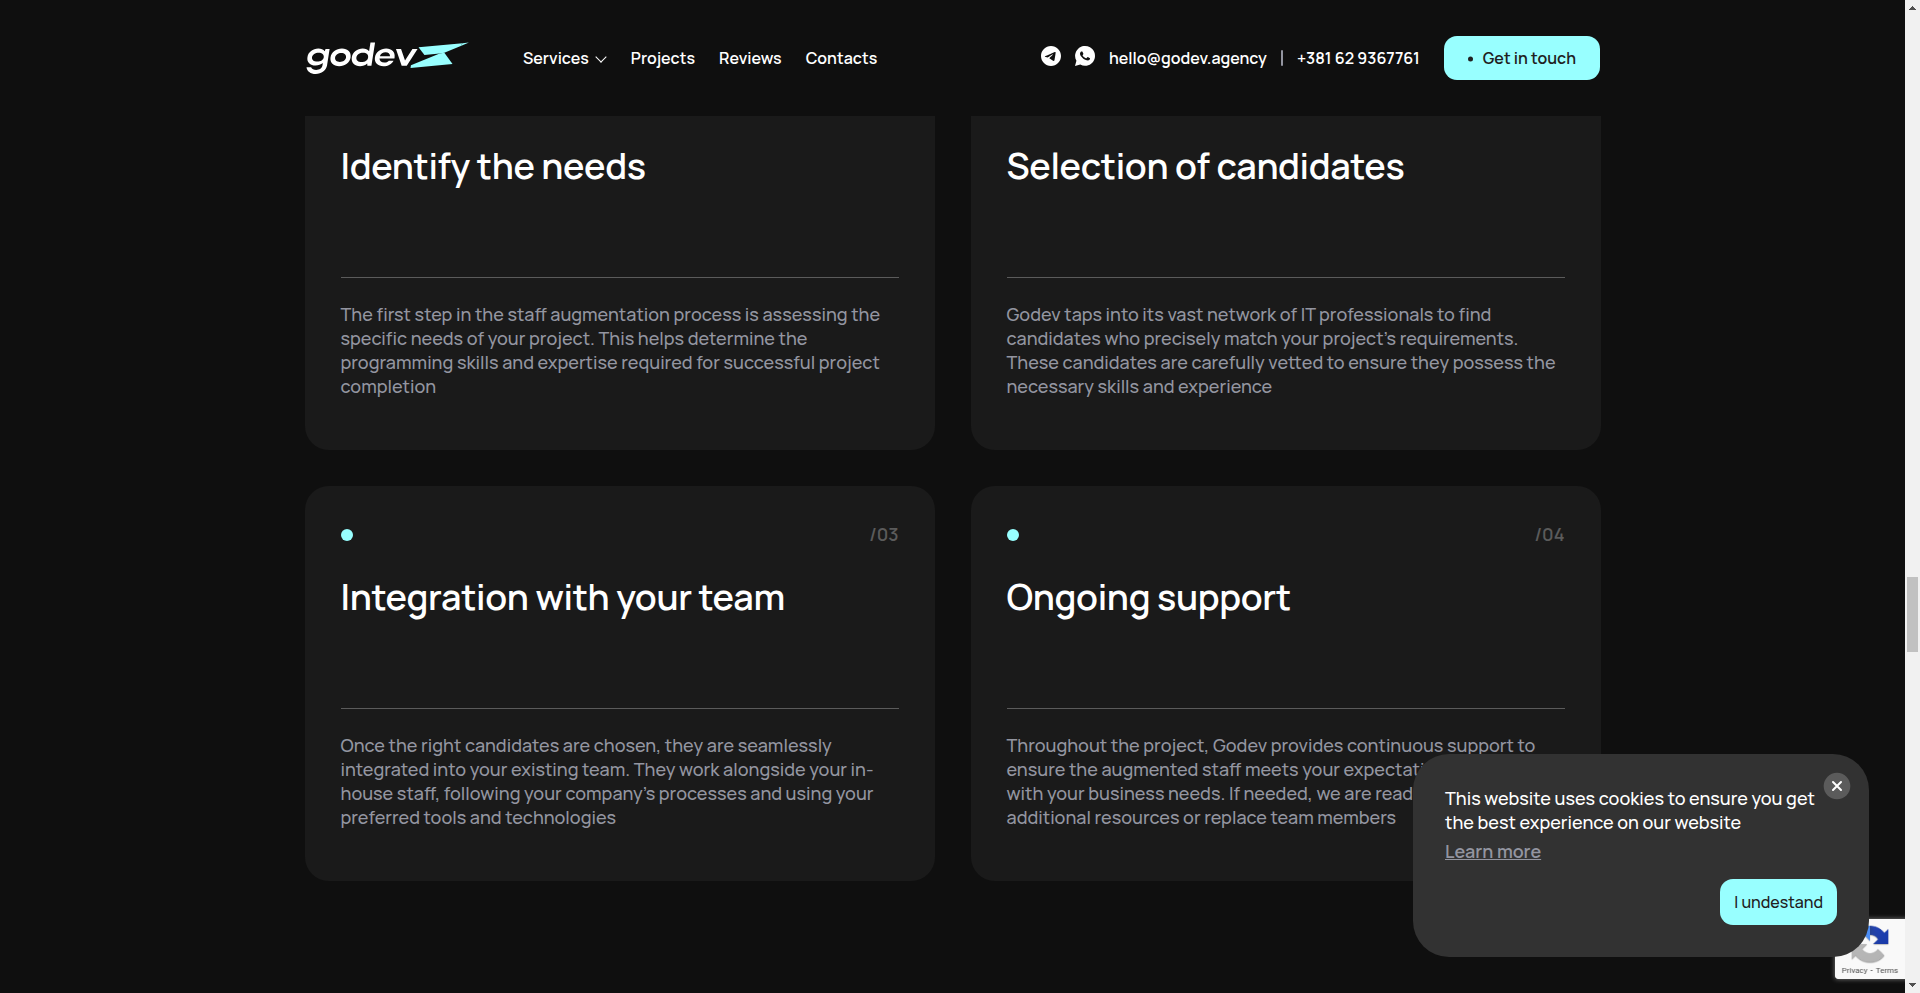 godev
Services
Projects
Reviews
Contacts
hello@godev.agency | +381 62 9367761
Get in touch
Identify the needs
The first step in the staff augmentation process is assessing the
specific needs of your project. This helps determine the
programming skills and expertise required for successful project
completion
Selection of candidates
Godev taps into its vast network of IT professionals to find
candidates who precisely match your project's requirements.
These candidates are carefully vetted to ensure they possess the
necessary skills and experience
/03
Integration with your team
Once the right candidates are chosen, they are seamlessly
integrated into your existing team. They work alongside your in-
house staff, following your company's processes and using your
preferred tools and technologies
/04
Ongoing support
Throughout the project, Godev provides continuous support to
ensure the augmented staff meets your
with your business needs. If needed, we are
additional resources or replace team members
This website uses cookies to ensure you get
the best experience on our website
Learn more
I undestand
Privacy - Terms